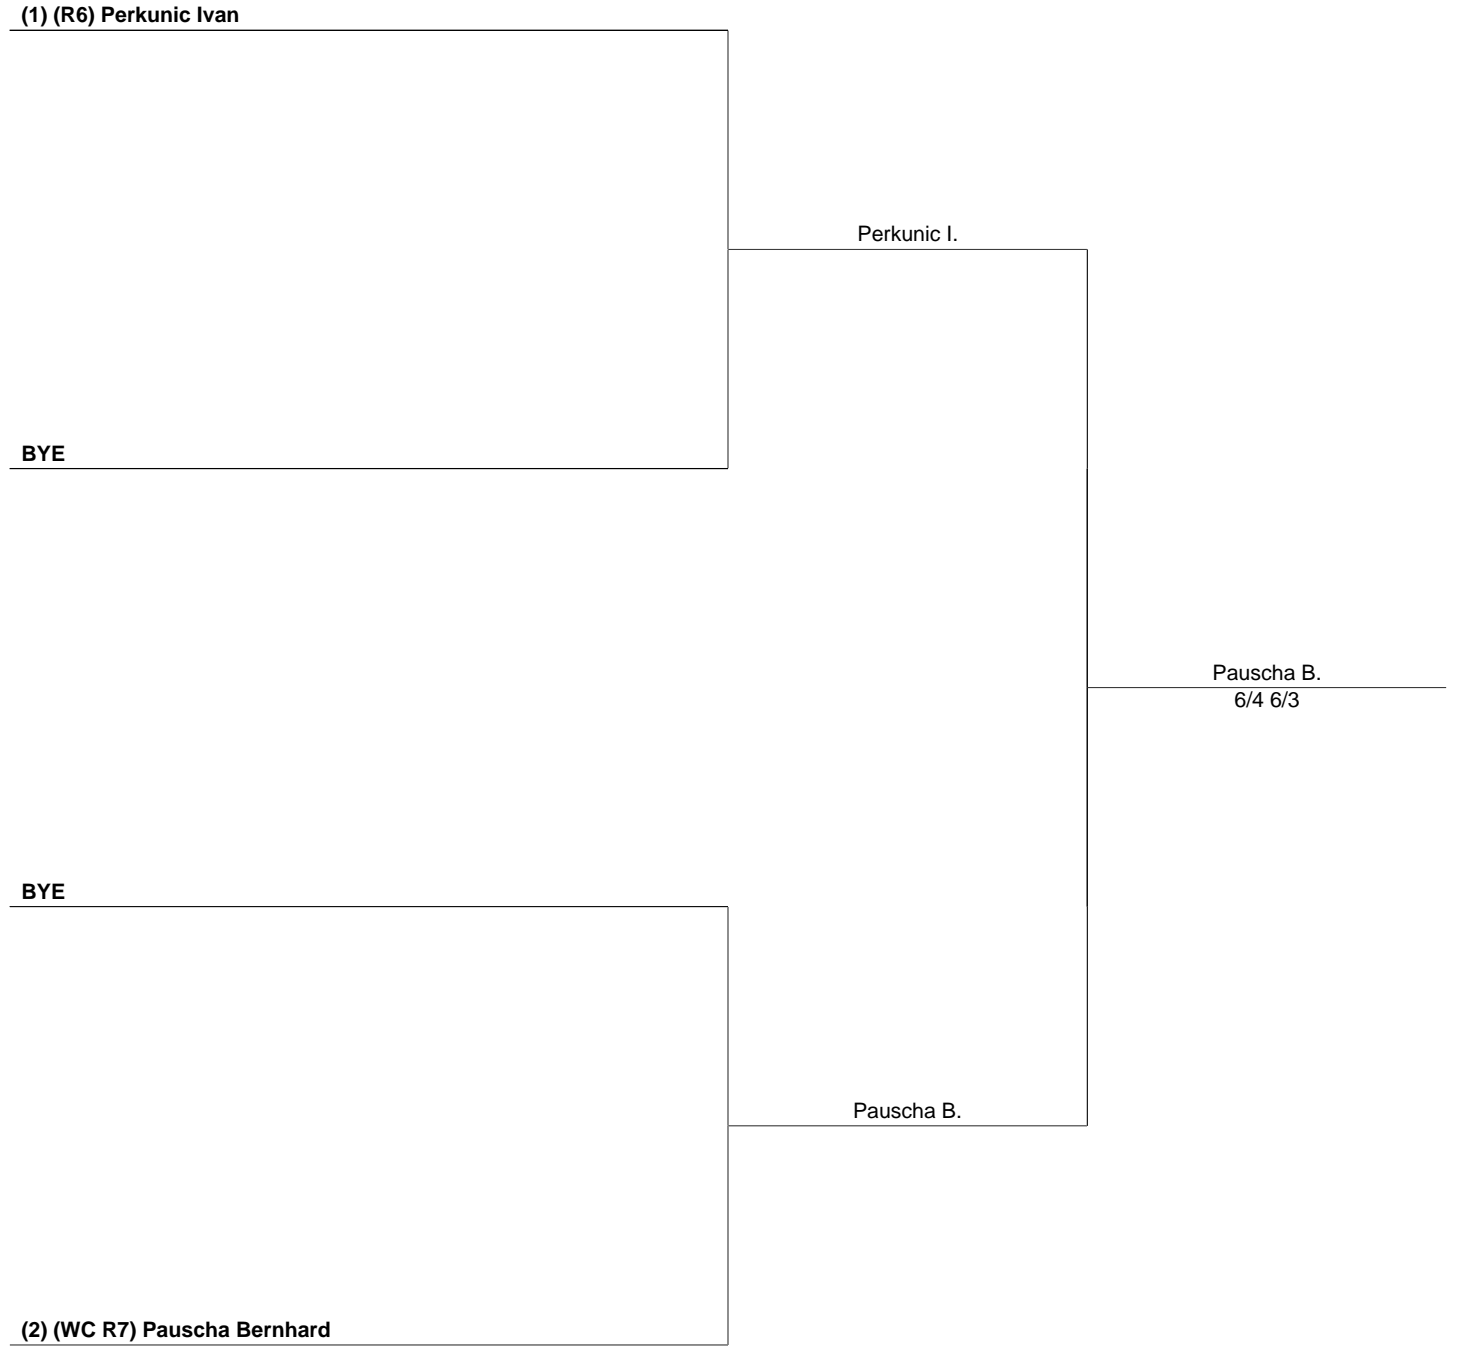 (1) (R6) Perkunic Ivan
Perkunic I.
BYE
Pauscha B.
6/4 6/3
BYE
Pauscha B.
(2) (WC R7) Pauscha Bernhard